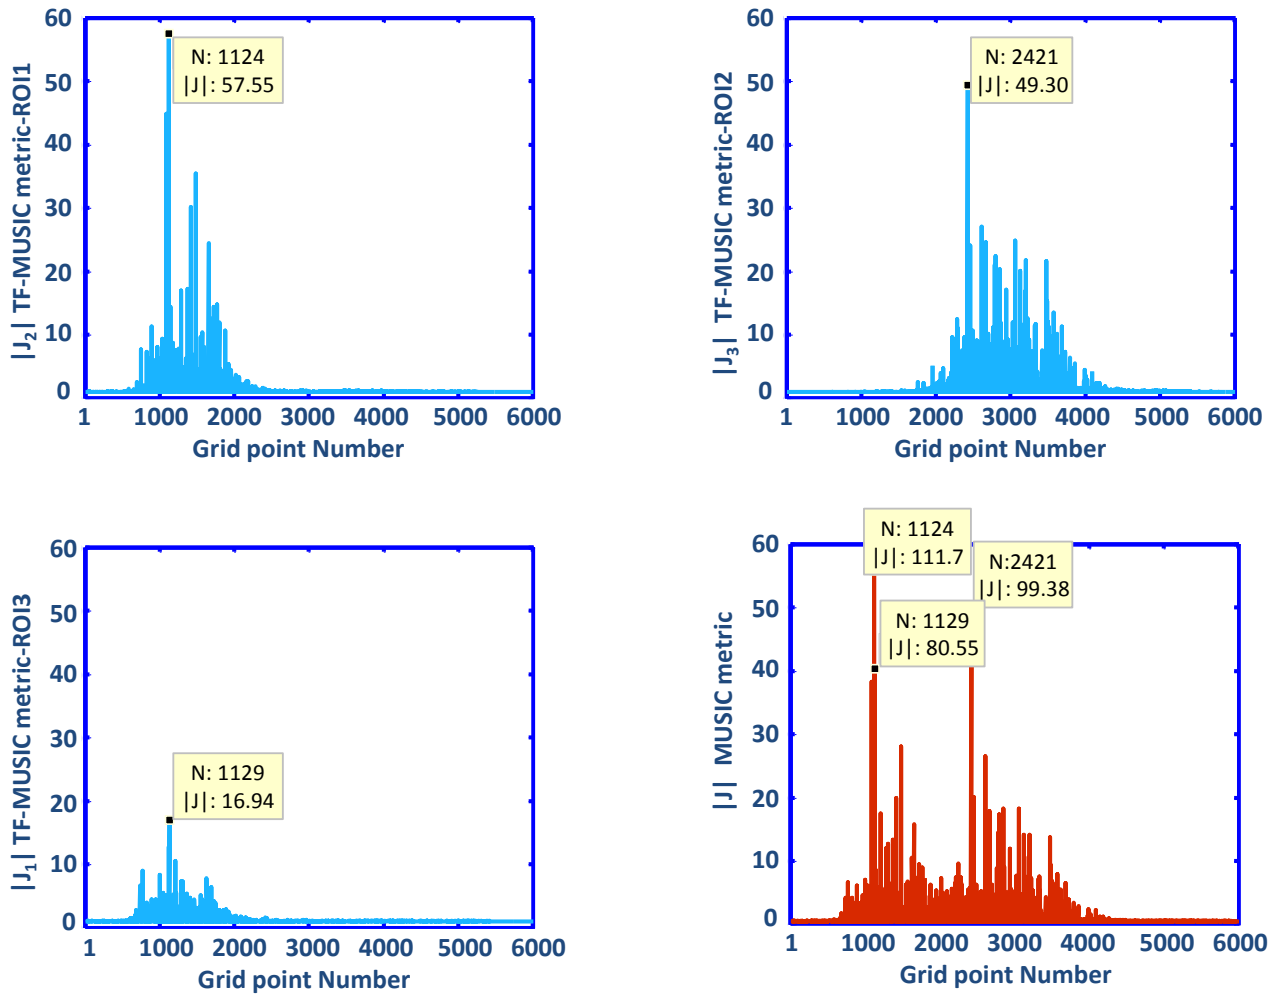 60
50
40
30
20
10
0
|J₂| TF-MUSIC metric-ROI1
N: 1124
|J|: 57.55
1 1000 2000 3000 4000 5000 6000
Grid point Number
60
50
40
30
20
10
0
|J₃| TF-MUSIC metric-ROI2
N: 2421
|J|: 49.30
1 1000 2000 3000 4000 5000 6000
Grid point Number
60
50
40
30
20
10
0
|J₁| TF-MUSIC metric-ROI3
N: 1129
|J|: 16.94
1 1000 2000 3000 4000 5000 6000
Grid point Number
60
50
40
30
20
10
0
|J| MUSIC metric
N: 1124
|J|: 111.7
N:2421
|J|: 99.38
N: 1129
|J|: 80.55
1 1000 2000 3000 4000 5000 6000
Grid point Number